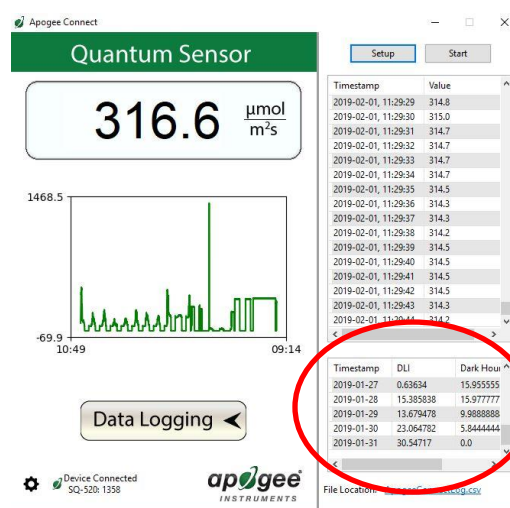 Apogee Connect
Quantum Sensor
316.6 μmol
m²s
1468.5
-69.9
10:49 09:14
Data Logging
Device Connected
SQ-520: 1358
apogee
INSTRUMENTS
Setup Start
Timestamp Value
2019-02-01, 11:29:29 314.8
2019-02-01, 11:29:30 315.0
2019-02-01, 11:29:31 314.7
2019-02-01, 11:29:32 314.7
2019-02-01, 11:29:33 314.7
2019-02-01, 11:29:34 314.7
2019-02-01, 11:29:35 314.5
2019-02-01, 11:29:36 314.3
2019-02-01, 11:29:37 314.3
2019-02-01, 11:29:38 314.2
2019-02-01, 11:29:39 314.5
2019-02-01, 11:29:40 314.5
2019-02-01, 11:29:41 314.5
2019-02-01, 11:29:42 314.5
2019-02-01, 11:29:43 314.3
2019-02-01, 11:29:44 314.2
Timestamp DLI Dark Hour
2019-01-27 0.63634 15.955555
2019-01-28 15.385838 15.977777
2019-01-29 13.679478 9.9888888
2019-01-30 23.064782 5.8444444
2019-01-31 30.54717 0.0
File Location: ApogeeConnectLog.csv